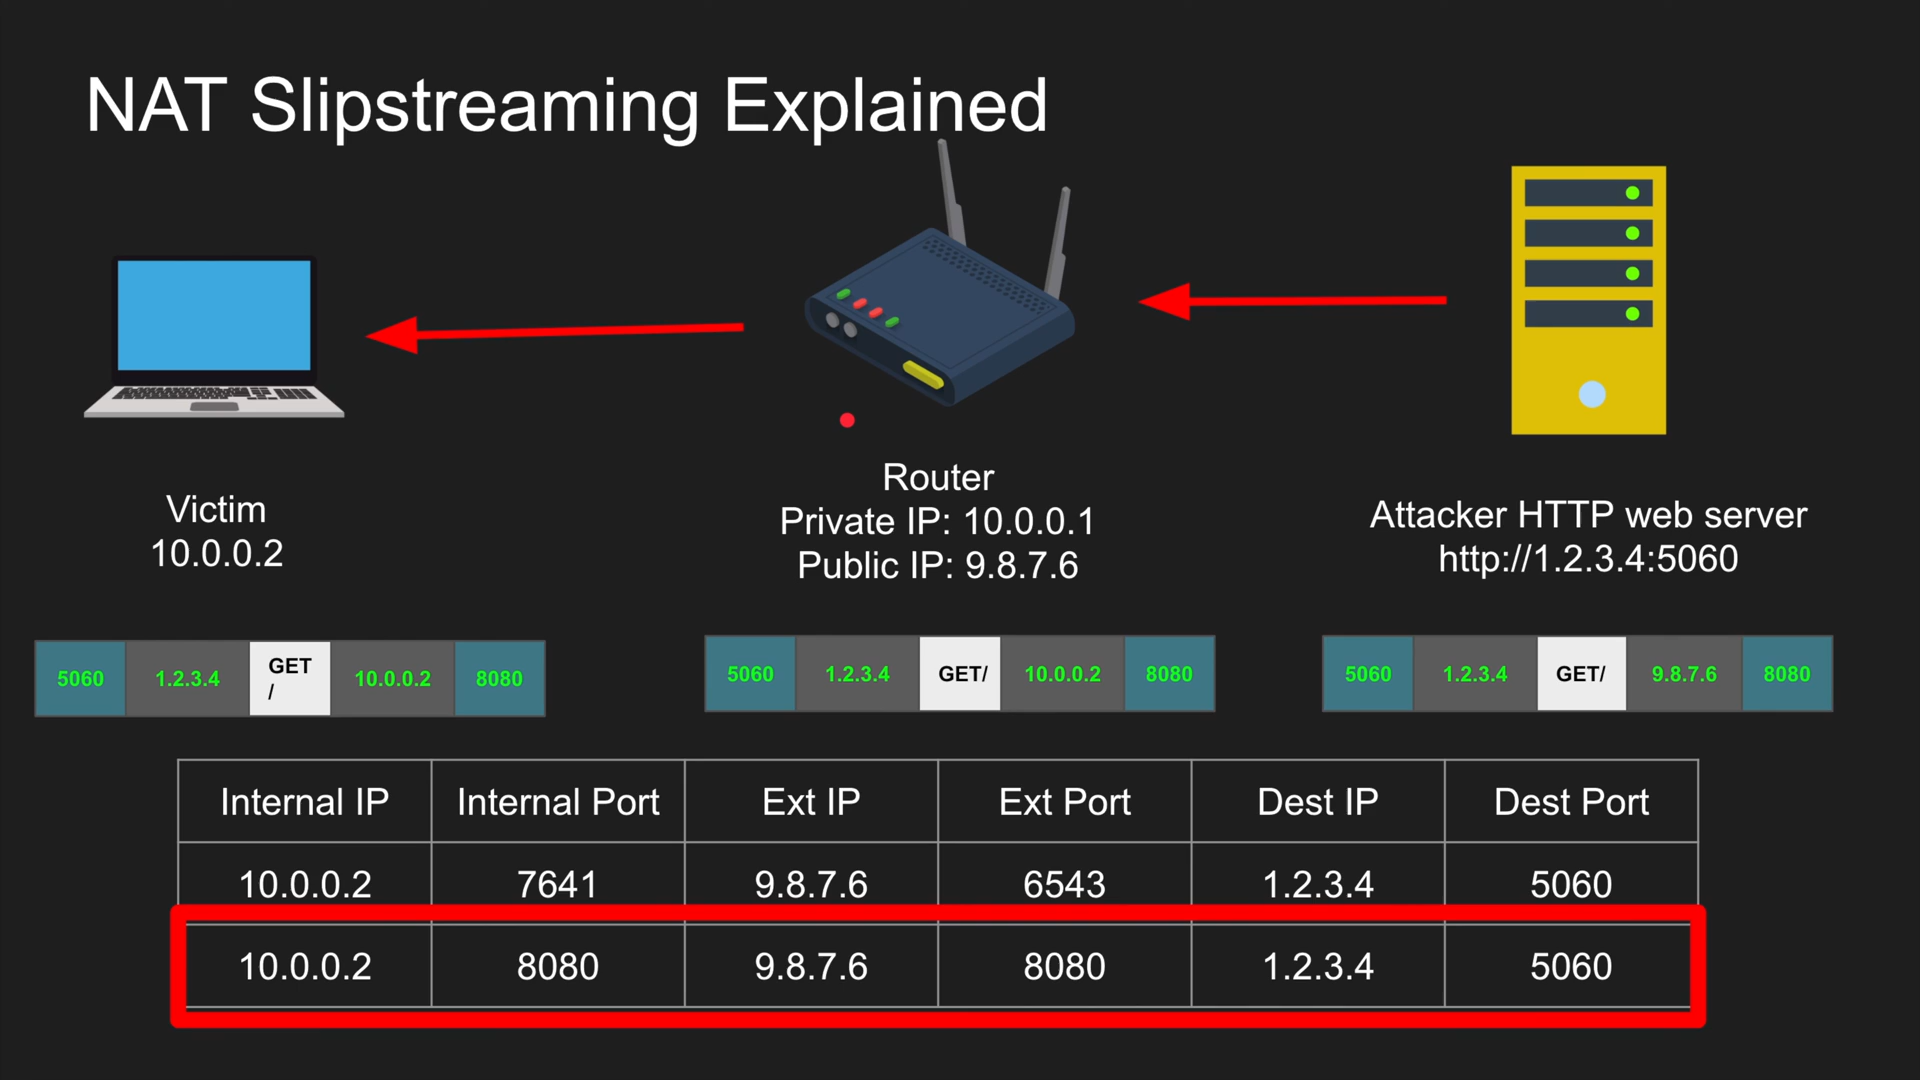 NAT Slipstreaming Explained
Victim
10.0.0.2
Router
Private IP: 10.0.0.1
Public IP: 9.8.7.6
Attacker HTTP web server
http://1.2.3.4:5060
5060 1.2.3.4 GET / 10.0.0.2 8080
5060 1.2.3.4 GET/ 10.0.0.2 8080
5060 1.2.3.4 GET/ 9.8.7.6 8080
Internal IP Internal Port Ext IP Ext Port Dest IP Dest Port
10.0.0.2 7641 9.8.7.6 6543 1.2.3.4 5060
10.0.0.2 8080 9.8.7.6 8080 1.2.3.4 5060